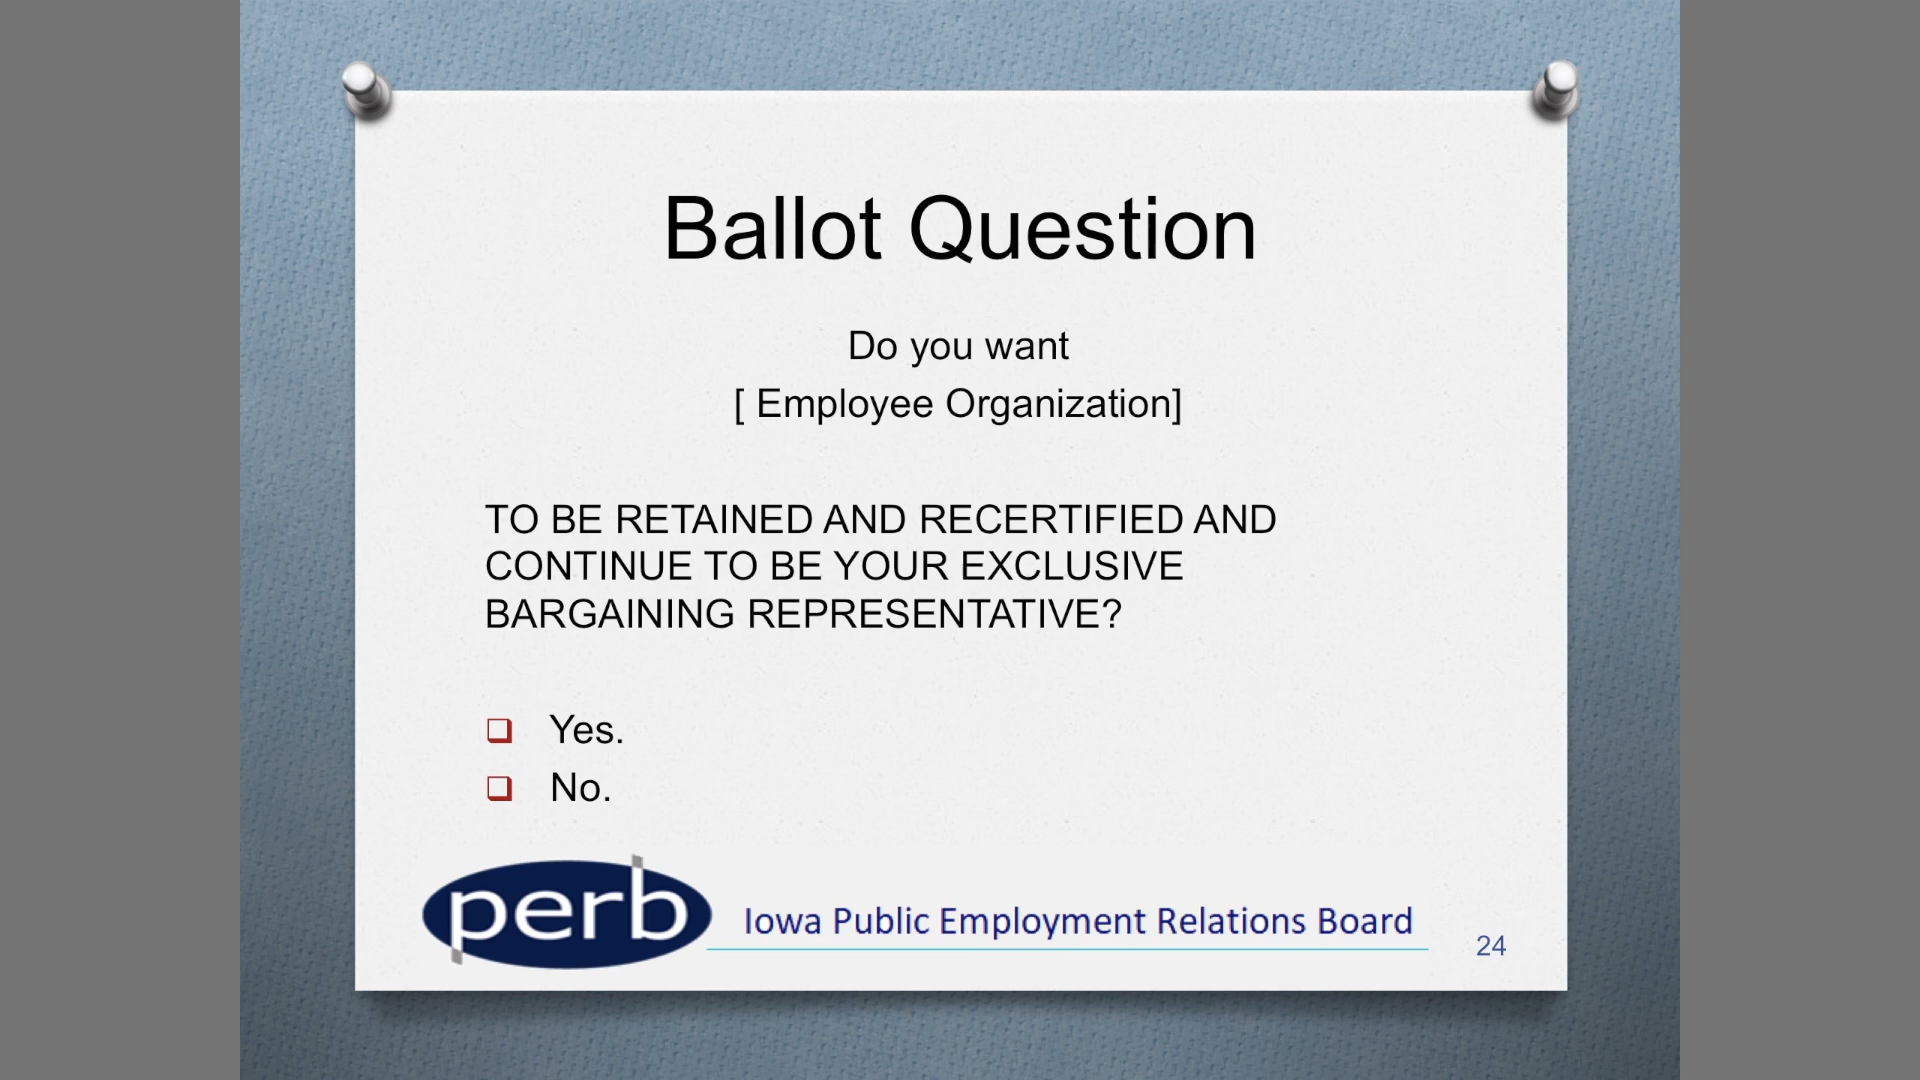 Ballot Question
Do you want
[ Employee Organization]
TO BE RETAINED AND RECERTIFIED AND
CONTINUE TO BE YOUR EXCLUSIVE
BARGAINING REPRESENTATIVE?
❑ Yes.
❑ No.
perb
Iowa Public Employment Relations Board
24